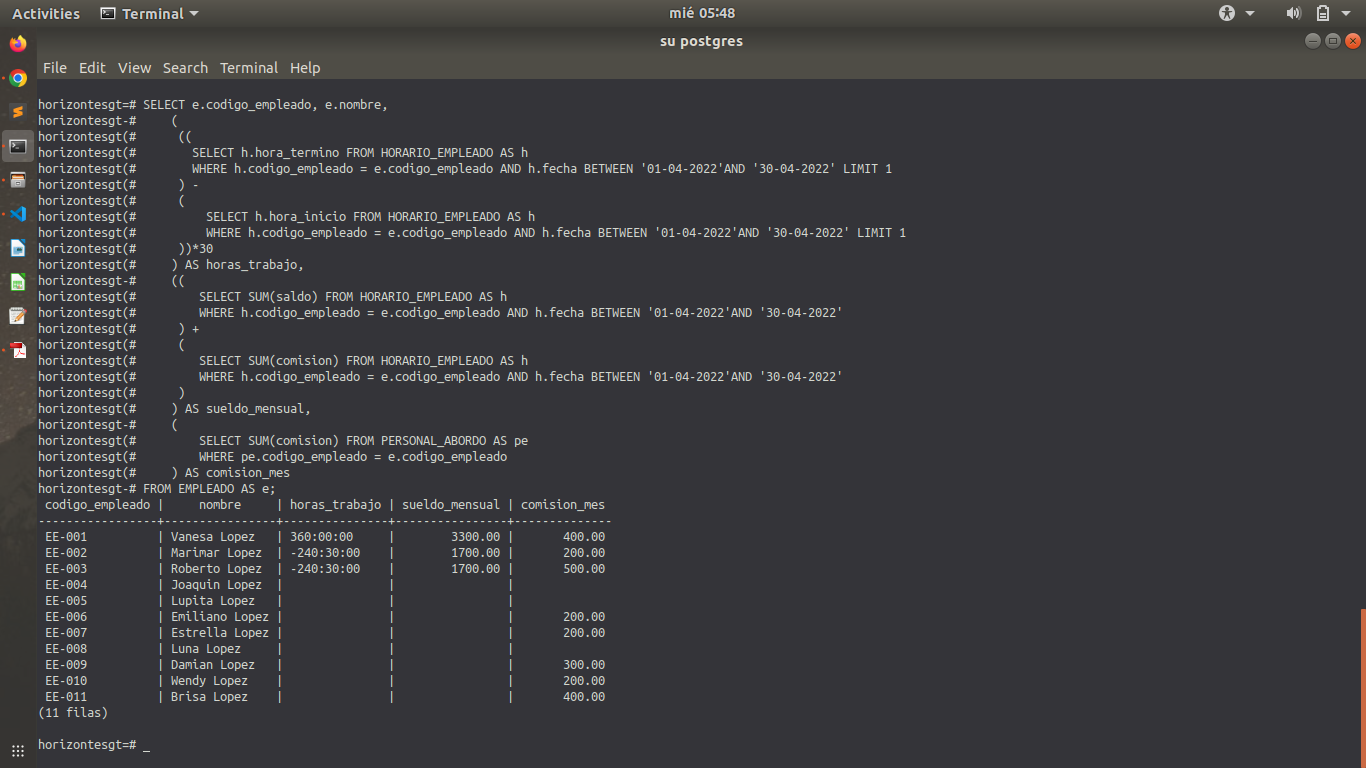 Activities Terminal mié 05:48
su postgres
File Edit View Search Terminal Help
horizontesgt=# SELECT e.codigo_empleado, e.nombre,
horizontesgt-#     (
horizontesgt(#      ((
horizontesgt(#        SELECT h.hora_termino FROM HORARIO_EMPLEADO AS h
horizontesgt(#        WHERE h.codigo_empleado = e.codigo_empleado AND h.fecha BETWEEN '01-04-2022'AND '30-04-2022' LIMIT 1
horizontesgt(#      ) -
horizontesgt(#      (
horizontesgt(#          SELECT h.hora_inicio FROM HORARIO_EMPLEADO AS h
horizontesgt(#          WHERE h.codigo_empleado = e.codigo_empleado AND h.fecha BETWEEN '01-04-2022'AND '30-04-2022' LIMIT 1
horizontesgt(#      ))*30
horizontesgt(#     ) AS horas_trabajo,
horizontesgt-#     ((
horizontesgt(#         SELECT SUM(saldo) FROM HORARIO_EMPLEADO AS h
horizontesgt(#         WHERE h.codigo_empleado = e.codigo_empleado AND h.fecha BETWEEN '01-04-2022'AND '30-04-2022'
horizontesgt(#      ) +
horizontesgt(#      (
horizontesgt(#         SELECT SUM(comision) FROM HORARIO_EMPLEADO AS h
horizontesgt(#         WHERE h.codigo_empleado = e.codigo_empleado AND h.fecha BETWEEN '01-04-2022'AND '30-04-2022'
horizontesgt(#      )
horizontesgt(#     ) AS sueldo_mensual,
horizontesgt-#     (
horizontesgt(#         SELECT SUM(comision) FROM PERSONAL_ABORDO AS pe
horizontesgt(#         WHERE pe.codigo_empleado = e.codigo_empleado
horizontesgt(#     ) AS comision_mes
horizontesgt-# FROM EMPLEADO AS e;
 codigo_empleado |     nombre     | horas_trabajo | sueldo_mensual | comision_mes
-----------------+----------------+---------------+----------------+--------------
 EE-001          | Vanesa Lopez   | 360:00:00     |        3300.00 |       400.00
 EE-002          | Marimar Lopez  | -240:30:00    |        1700.00 |       200.00
 EE-003          | Roberto Lopez  | -240:30:00    |        1700.00 |       500.00
 EE-004          | Joaquin Lopez  |               |                |
 EE-005          | Lupita Lopez   |               |                |
 EE-006          | Emiliano Lopez |               |                |       200.00
 EE-007          | Estrella Lopez |               |                |       200.00
 EE-008          | Luna Lopez     |               |                |
 EE-009          | Damian Lopez   |               |                |       300.00
 EE-010          | Wendy Lopez    |               |                |       200.00
 EE-011          | Brisa Lopez    |               |                |       400.00
(11 filas)
horizontesgt=# _